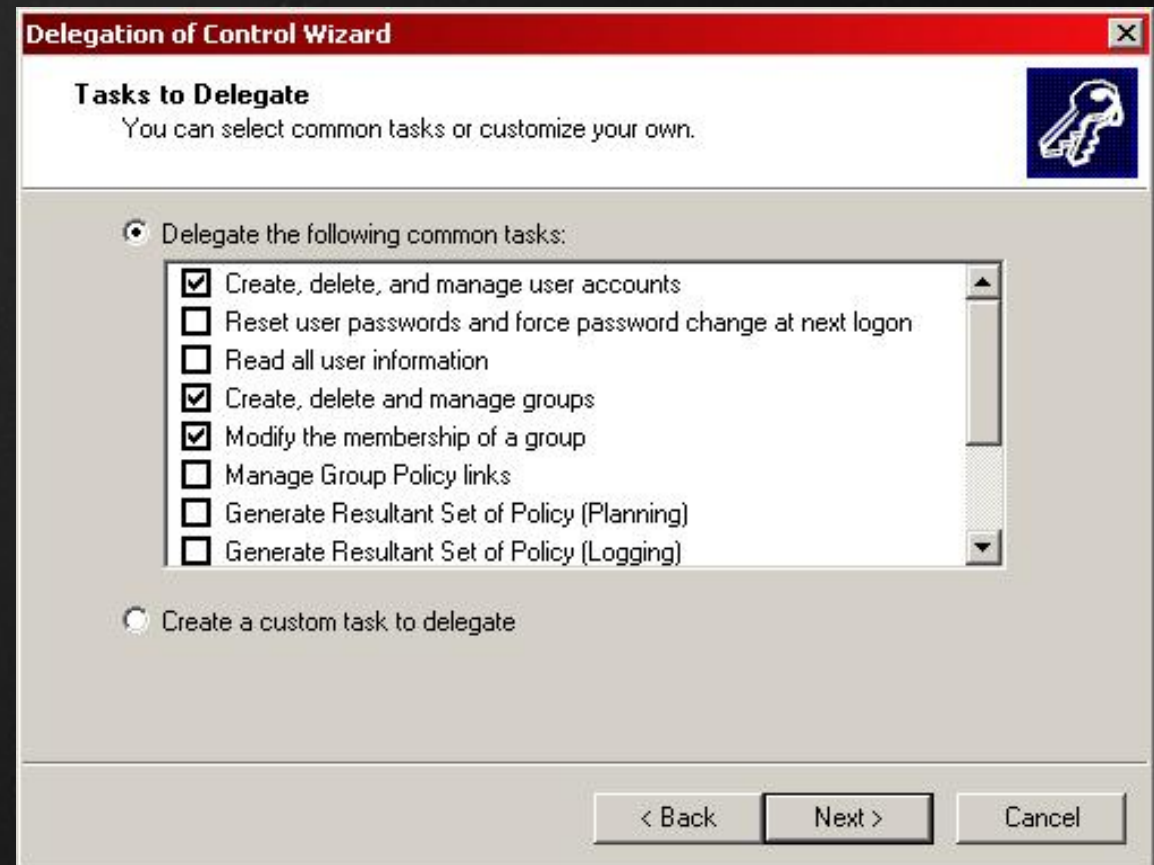 Delegation of Control Wizard
Tasks to Delegate
You can select common tasks or customize your own.
Delegate the following common tasks:
Create, delete, and manage user accounts
Reset user passwords and force password change at next logon
Read all user information
Create, delete and manage groups
Modify the membership of a group
Manage Group Policy links
Generate Resultant Set of Policy (Planning)
Generate Resultant Set of Policy (Logging)
Create a custom task to delegate
< Back Next > Cancel